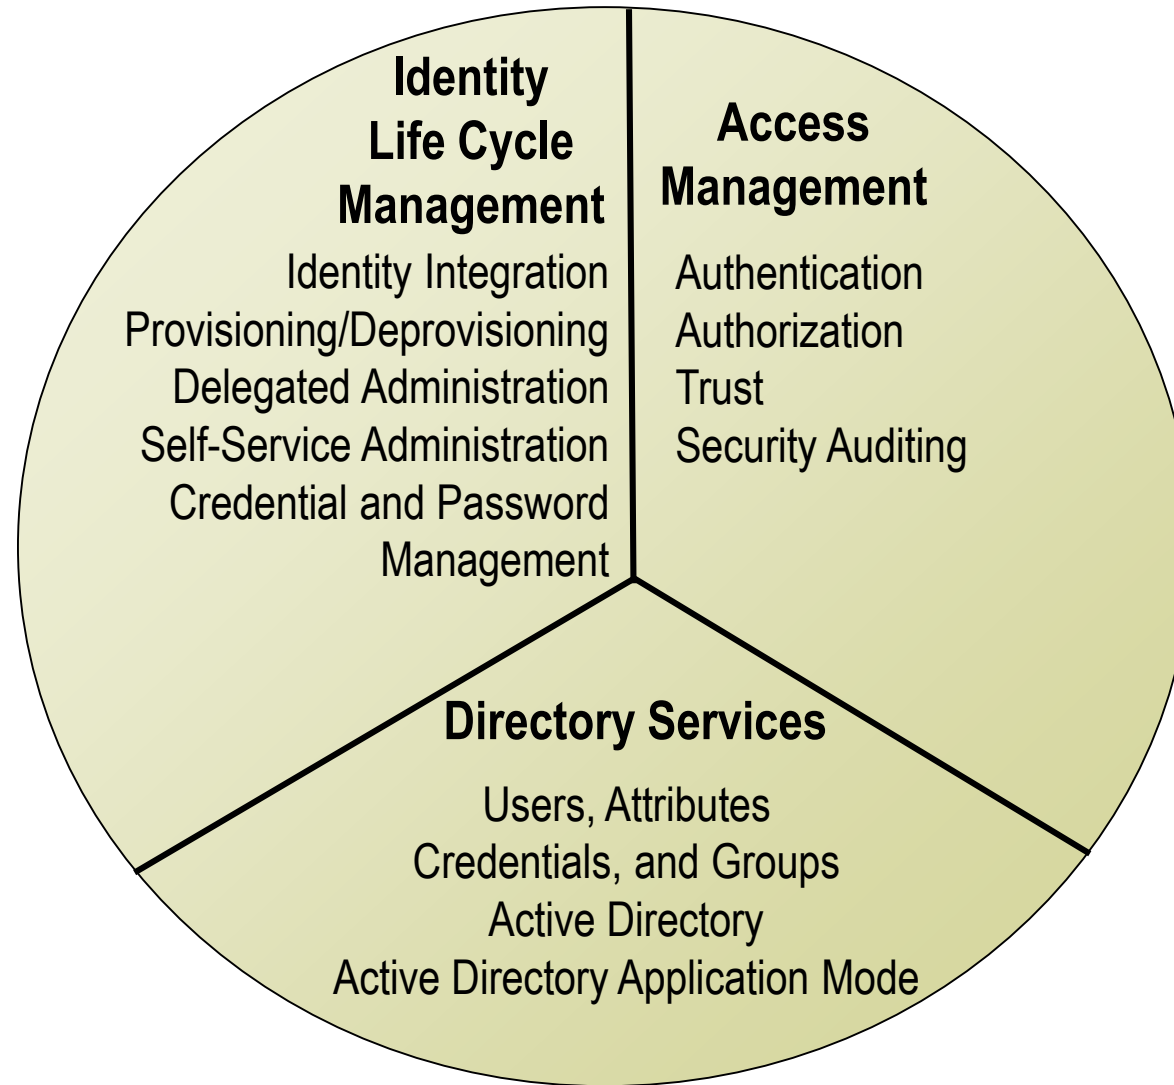 Identity
Life Cycle
Management
Identity Integration
Provisioning/Deprovisioning
Delegated Administration
Self-Service Administration
Credential and Password
Management
Access
Management
Authentication
Authorization
Trust
Security Auditing
Directory Services
Users, Attributes
Credentials, and Groups
Active Directory
Active Directory Application Mode